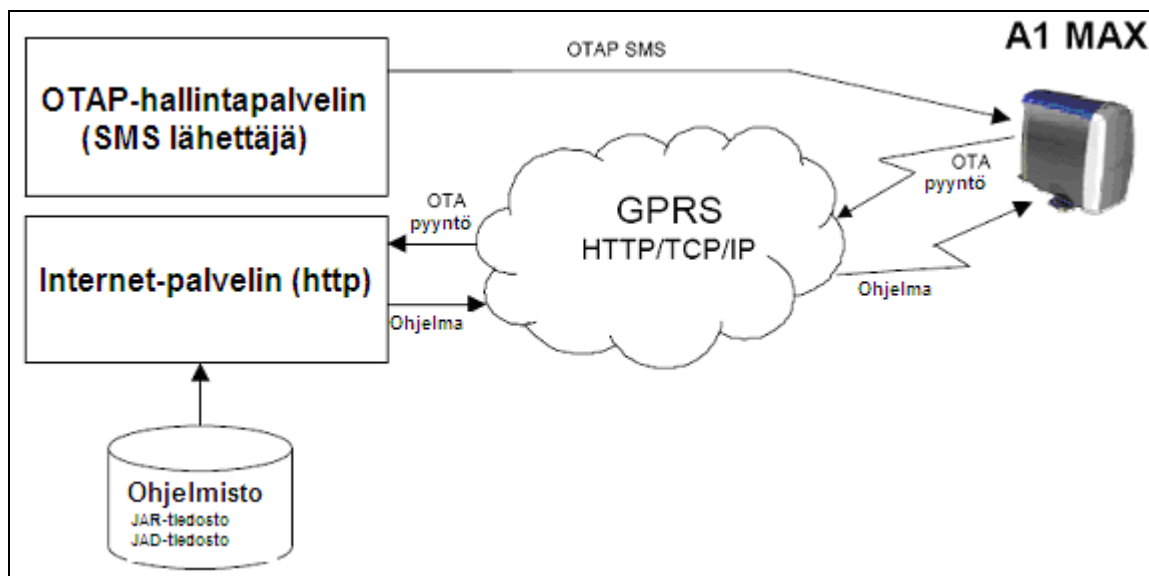 A1 MAX
OTAP SMS
OTAP-hallintapalvelin
(SMS lähettäjä)
OTA
pyyntö
OTA
pyyntö
GPRS
HTTP/TCP/IP
Internet-palvelin (http)
Ohjelma
Ohjelma
Ohjelmisto
JAR-tiedosto
JAD-tiedosto